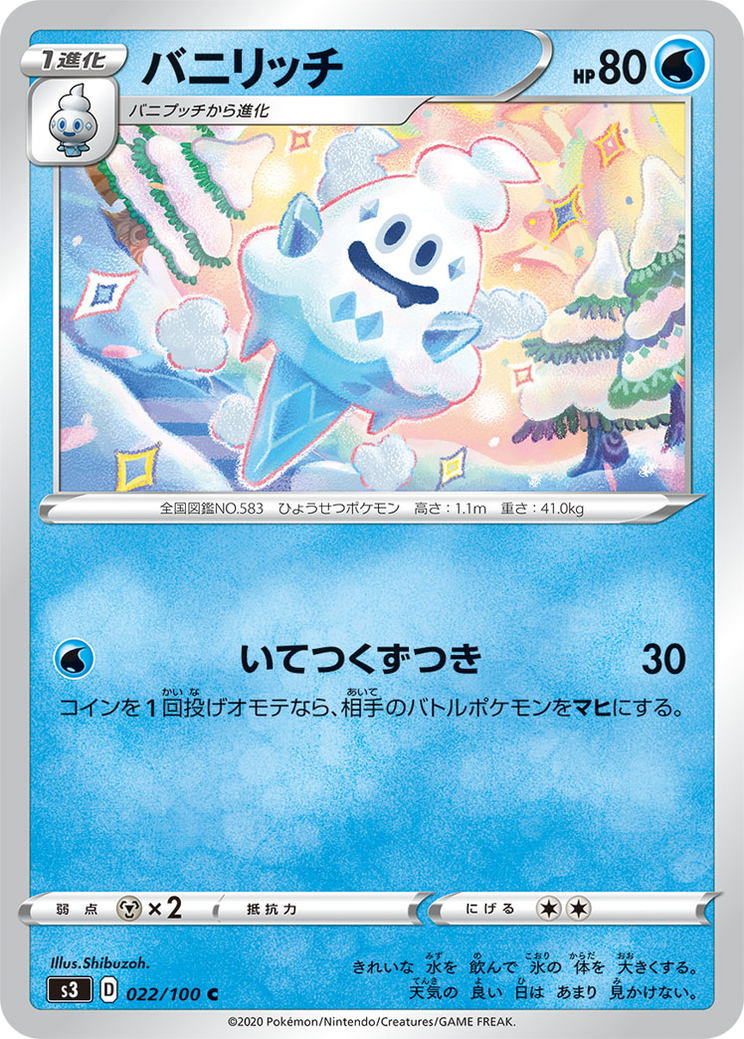 1進化
バニリッチ
HP 80
バニプッチから進化
全国図鑑NO.583 ひょうせつポケモン 高さ：1.1m 重さ：41.0kg
いてつくずつき 30
コインを1回投げオモテなら、相手のバトルポケモンをマヒにする。
弱点 ×2 抵抗力 にげる
Illus.Shibuzoh.
きれいな 水を 飲んで 氷の 体を 大きくする。
天気の 良い 日は あまり 見かけない。
s3 D 022/100 C
©2020 Pokémon/Nintendo/Creatures/GAME FREAK.